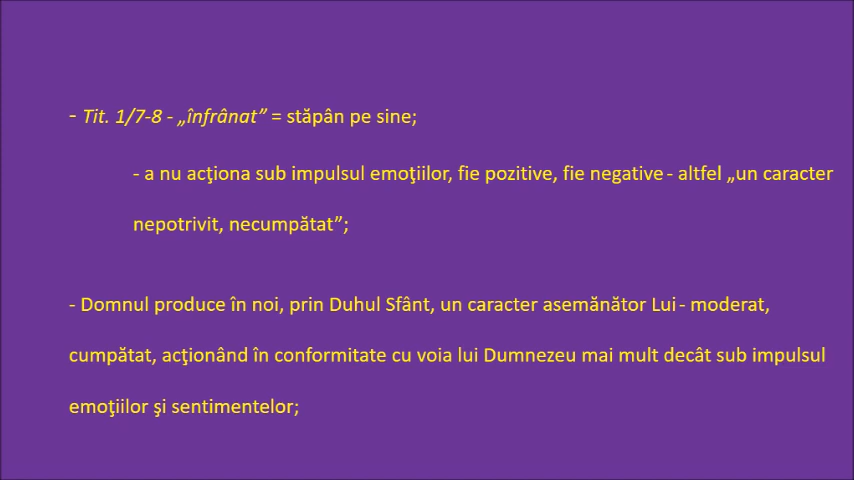 - Tit. 1/7-8 - „înfrânat” = stăpân pe sine;
- a nu acţiona sub impulsul emoţiilor, fie pozitive, fie negative - altfel „un caracter
nepotrivit, necumpătat”;
- Domnul produce în noi, prin Duhul Sfânt, un caracter asemănător Lui - moderat,
cumpătat, acţionând în conformitate cu voia lui Dumnezeu mai mult decât sub impulsul
emoţiilor şi sentimentelor;